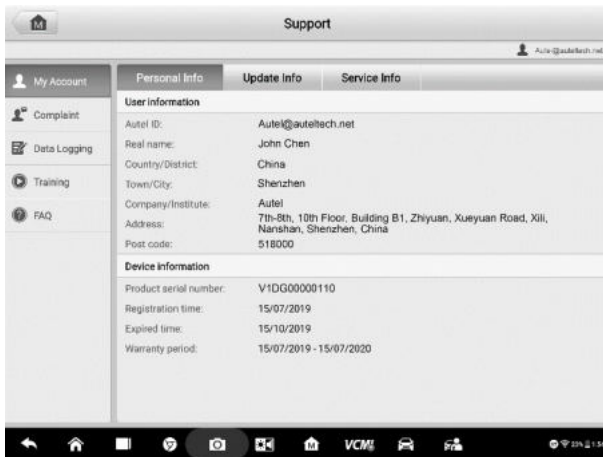 Support
My Account
Complaint
Data Logging
Training
FAQ
Personal Info
Update Info
Service Info
User information
Autel ID: Autel@auteltech.net
Real name: John Chen
Country/District: China
Town/City: Shenzhen
Company/Institute: Autel
Address: 7th-8th, 10th Floor, Building B1, Zhiyuan, Xueyuan Road, Xili,
Nanshan, Shenzhen, China
Post code: 518000
Device information
Product serial number: V1DG00000110
Registration time: 15/07/2019
Expired time: 15/10/2019
Warranty period: 15/07/2019 - 15/07/2020
VCMI